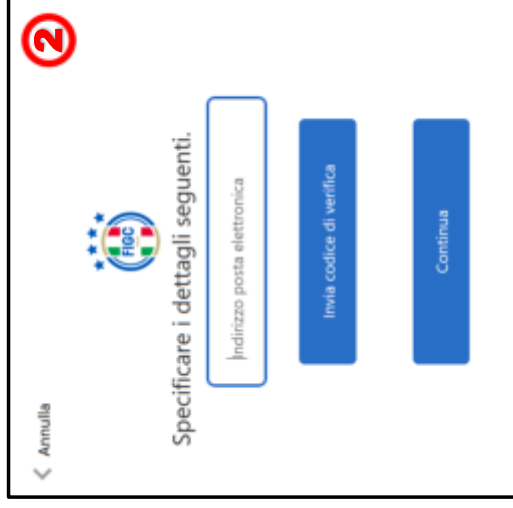 2
Annulla
FIGC
Specificare i dettagli seguenti.
Indirizzo posta elettronica
Invia codice di verifica
Continua